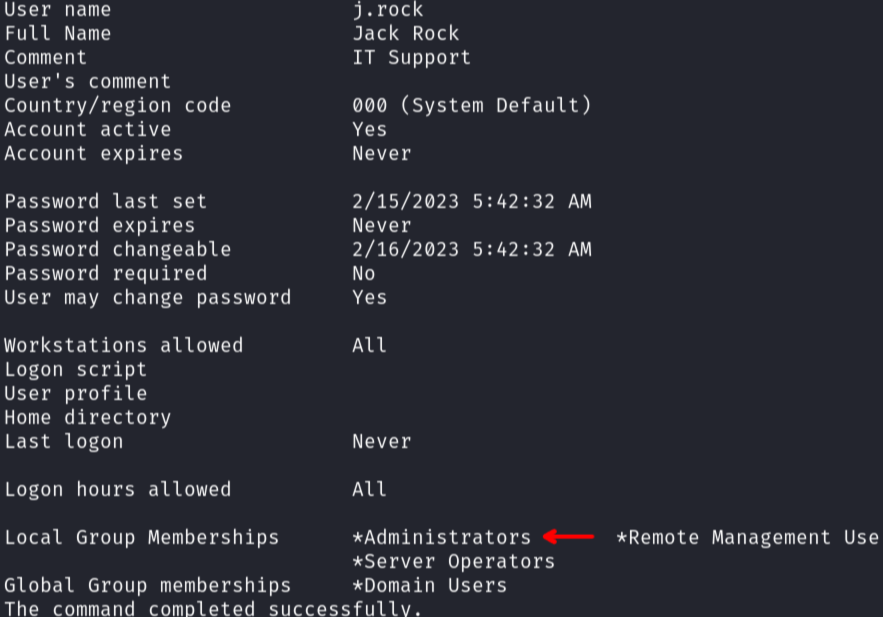 User name                    j.rock
Full Name                    Jack Rock
Comment                      IT Support
User's comment
Country/region code          000 (System Default)
Account active               Yes
Account expires              Never
Password last set            2/15/2023 5:42:32 AM
Password expires             Never
Password changeable          2/16/2023 5:42:32 AM
Password required            No
User may change password     Yes
Workstations allowed         All
Logon script
User profile
Home directory
Last logon                   Never
Logon hours allowed          All
Local Group Memberships      *Administrators       *Remote Management Use
                             *Server Operators
Global Group memberships     *Domain Users
The command completed successfully.